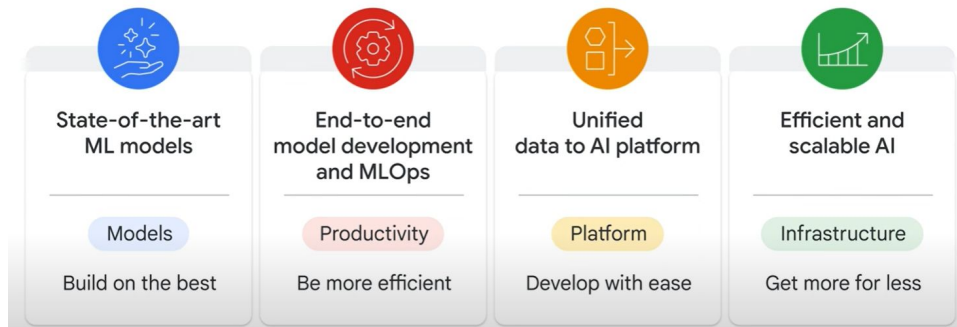 State-of-the-art
ML models
Models
Build on the best
End-to-end
model development
and MLOps
Productivity
Be more efficient
Unified
data to AI platform
Platform
Develop with ease
Efficient and
scalable AI
Infrastructure
Get more for less